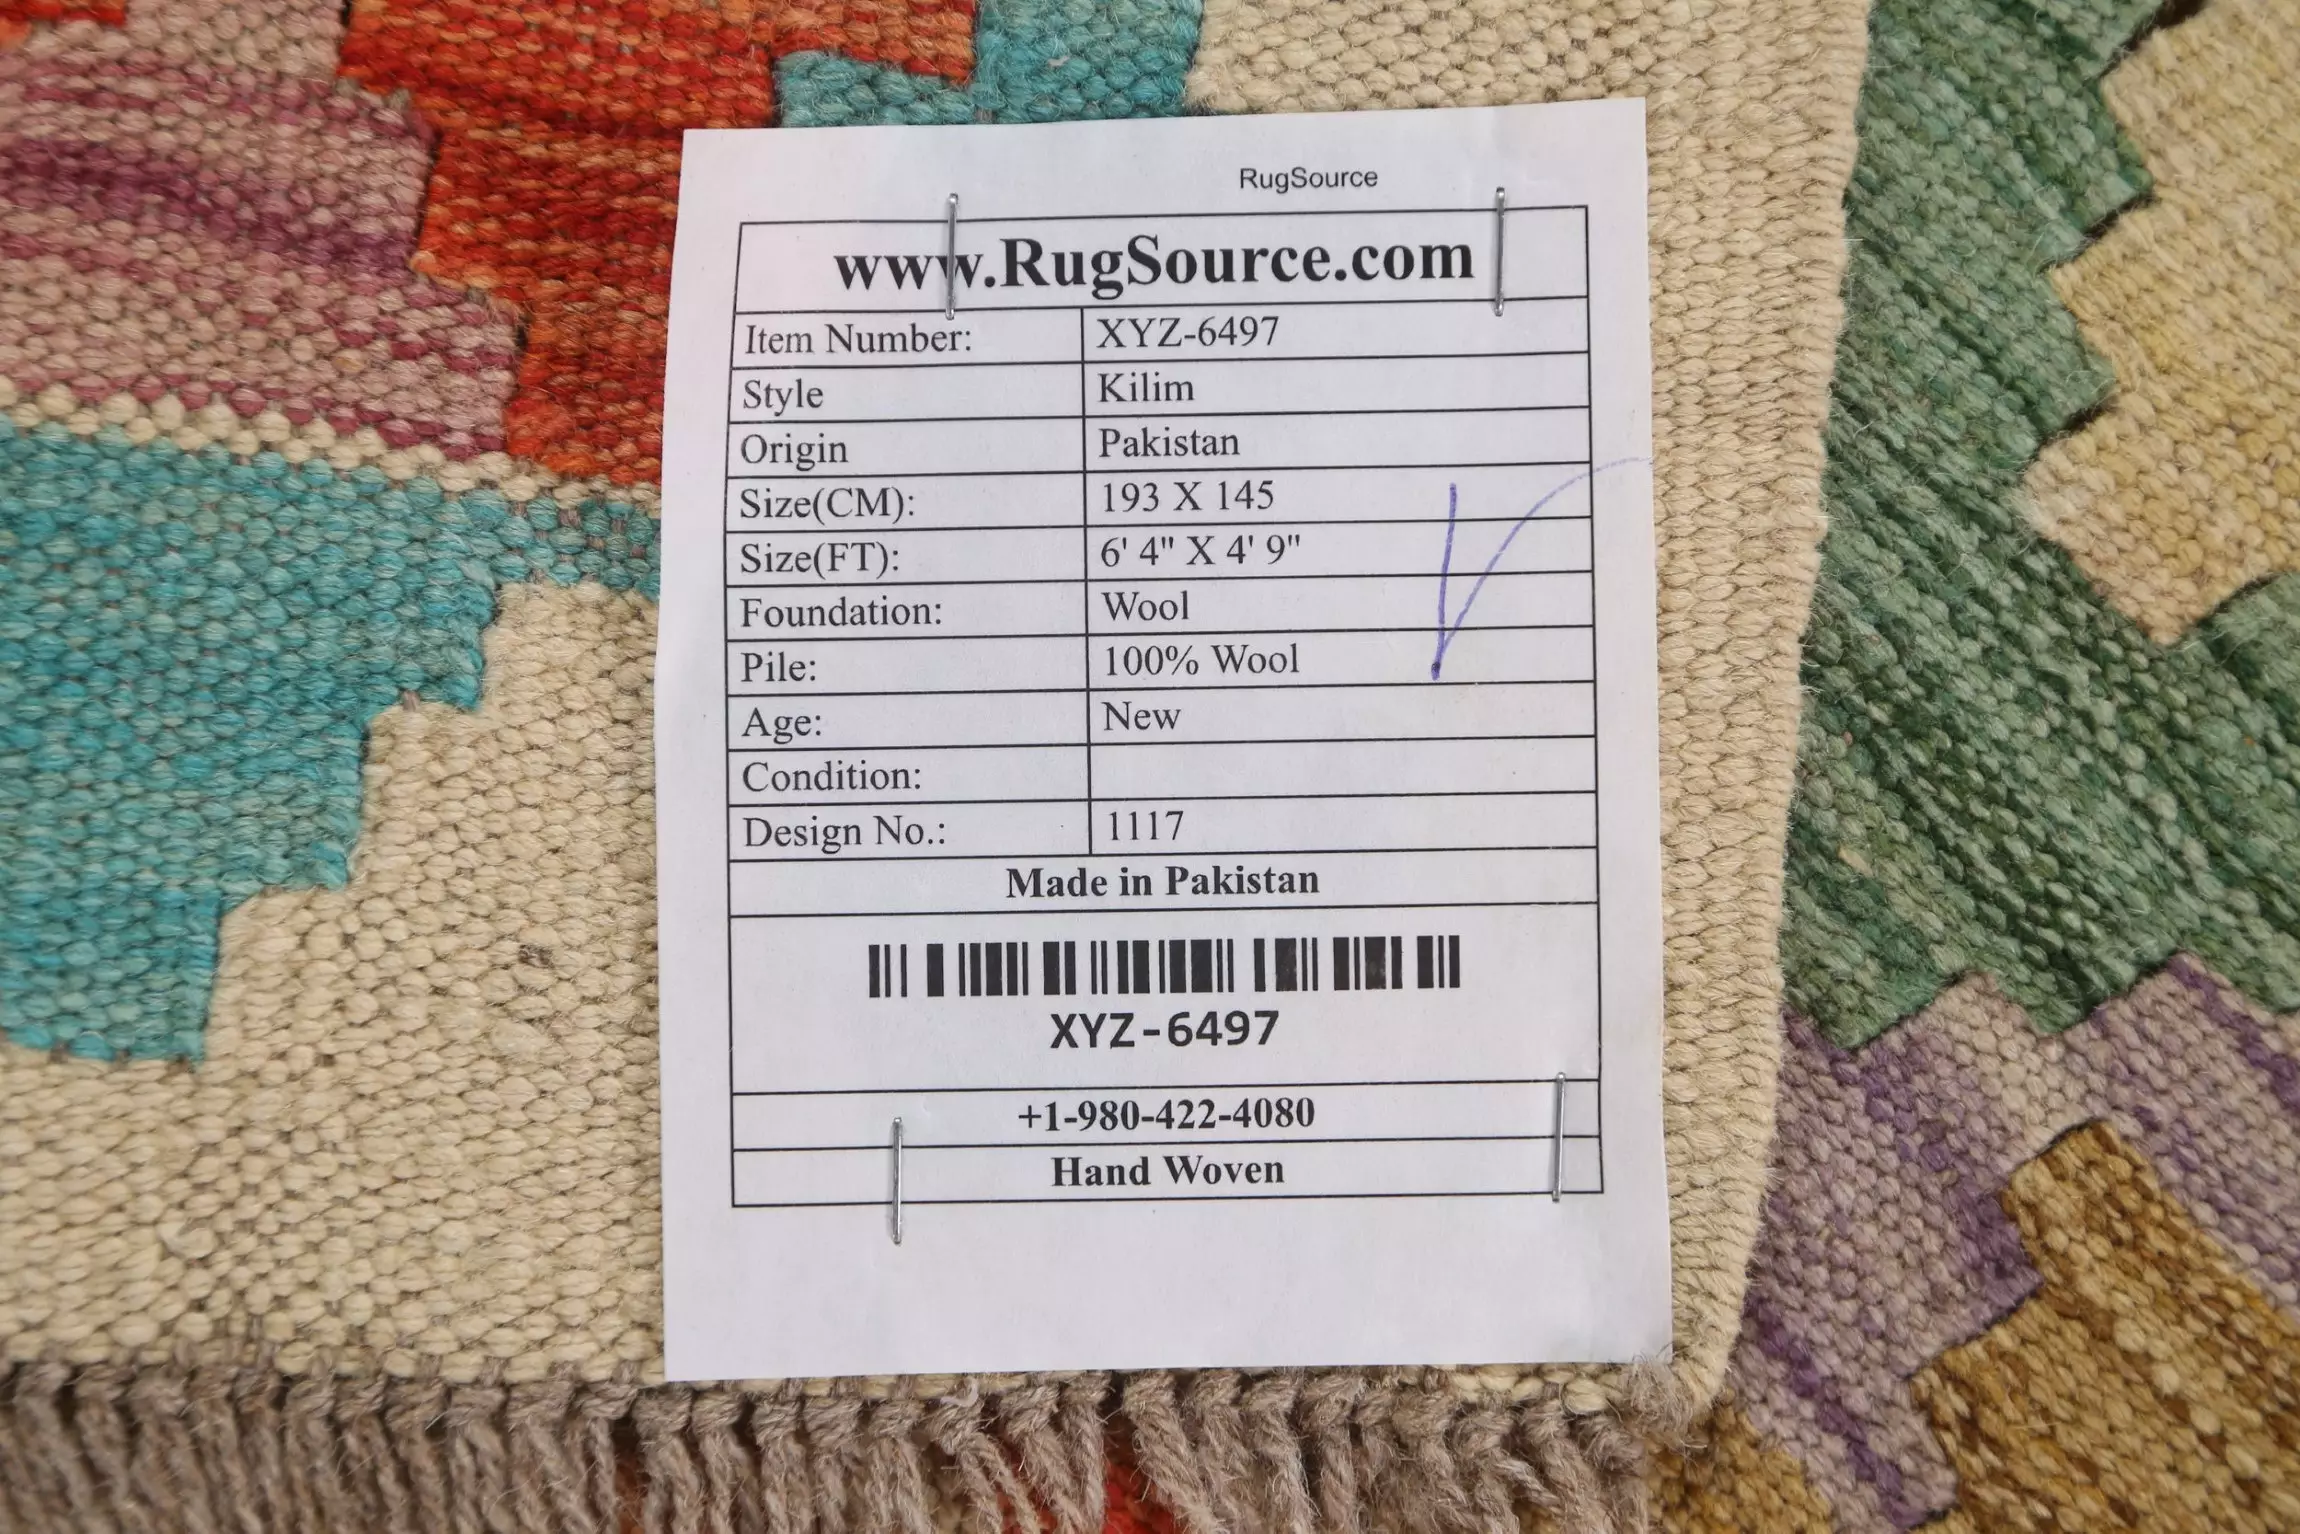 RugSource
www.RugSource.com
Item Number: XYZ-6497
Style Kilim
Origin Pakistan
Size(CM): 193 X 145
Size(FT): 6' 4" X 4' 9"
Foundation: Wool
Pile: 100% Wool
Age: New
Condition:
Design No.: 1117
Made in Pakistan
XYZ-6497
+1-980-422-4080
Hand Woven